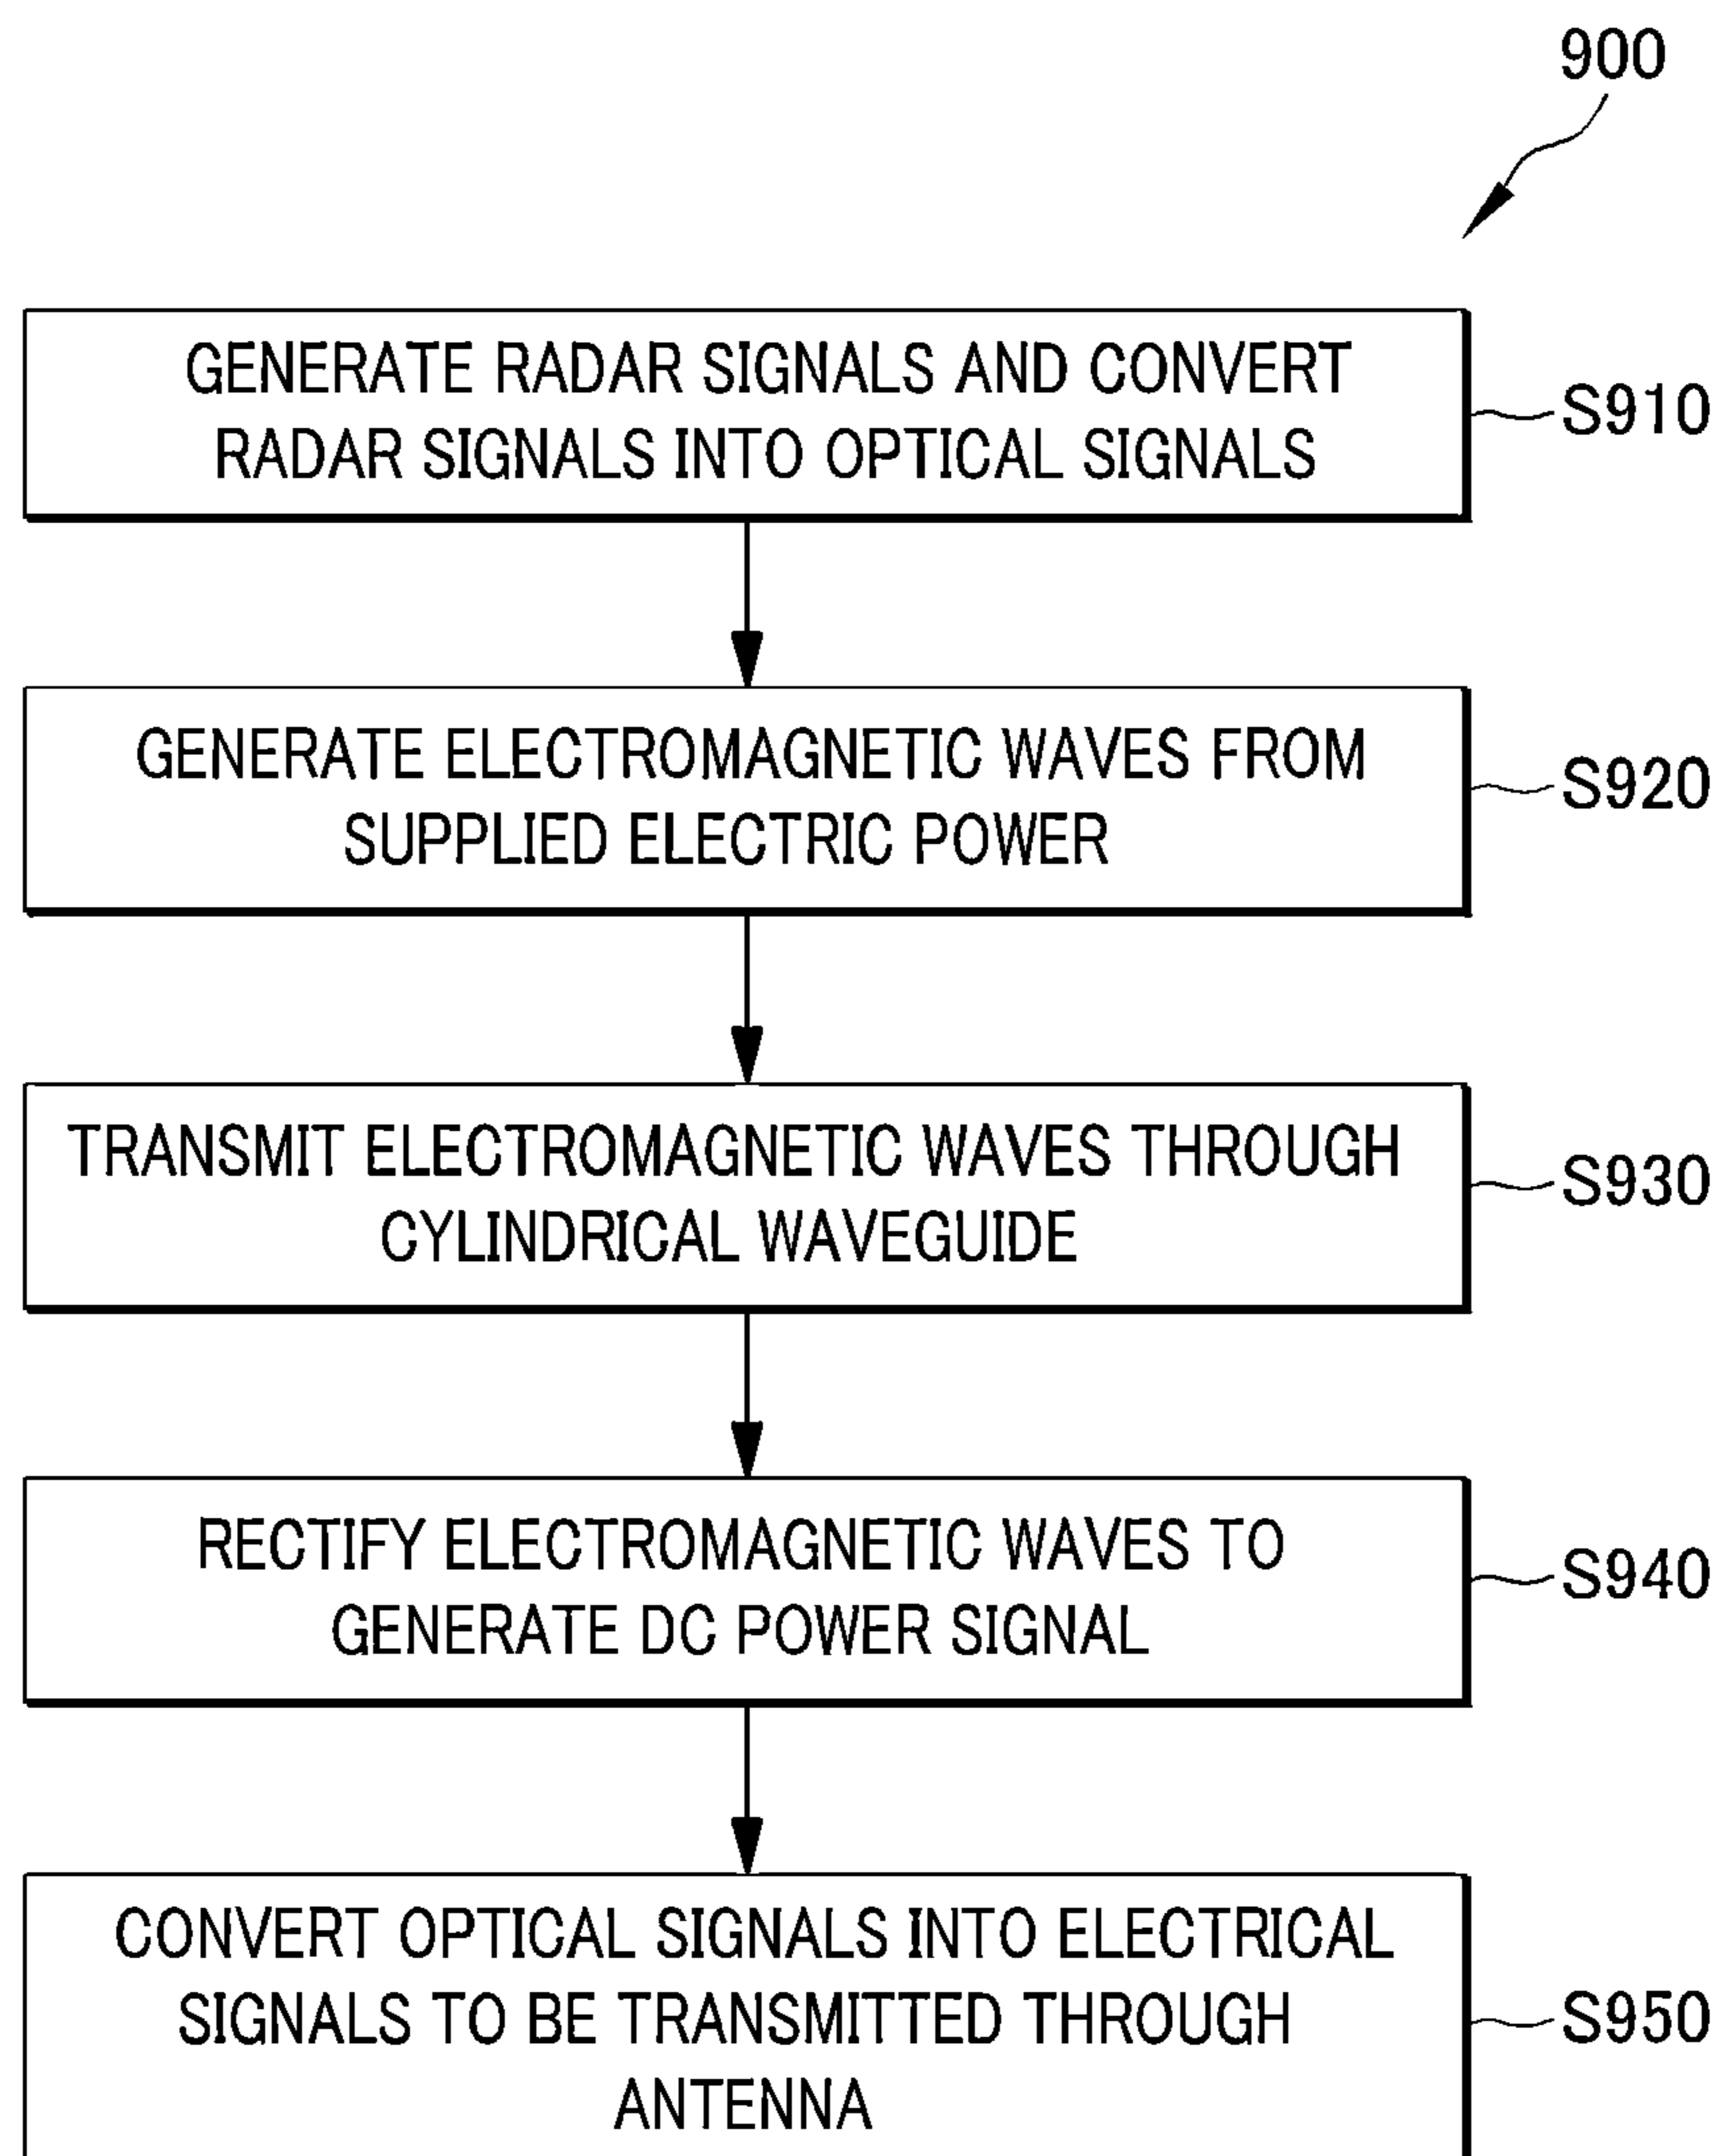 900
GENERATE RADAR SIGNALS AND CONVERT
RADAR SIGNALS INTO OPTICAL SIGNALS
S910
GENERATE ELECTROMAGNETIC WAVES FROM
SUPPLIED ELECTRIC POWER
S920
TRANSMIT ELECTROMAGNETIC WAVES THROUGH
CYLINDRICAL WAVEGUIDE
S930
RECTIFY ELECTROMAGNETIC WAVES TO
GENERATE DC POWER SIGNAL
S940
CONVERT OPTICAL SIGNALS INTO ELECTRICAL
SIGNALS TO BE TRANSMITTED THROUGH
ANTENNA
S950